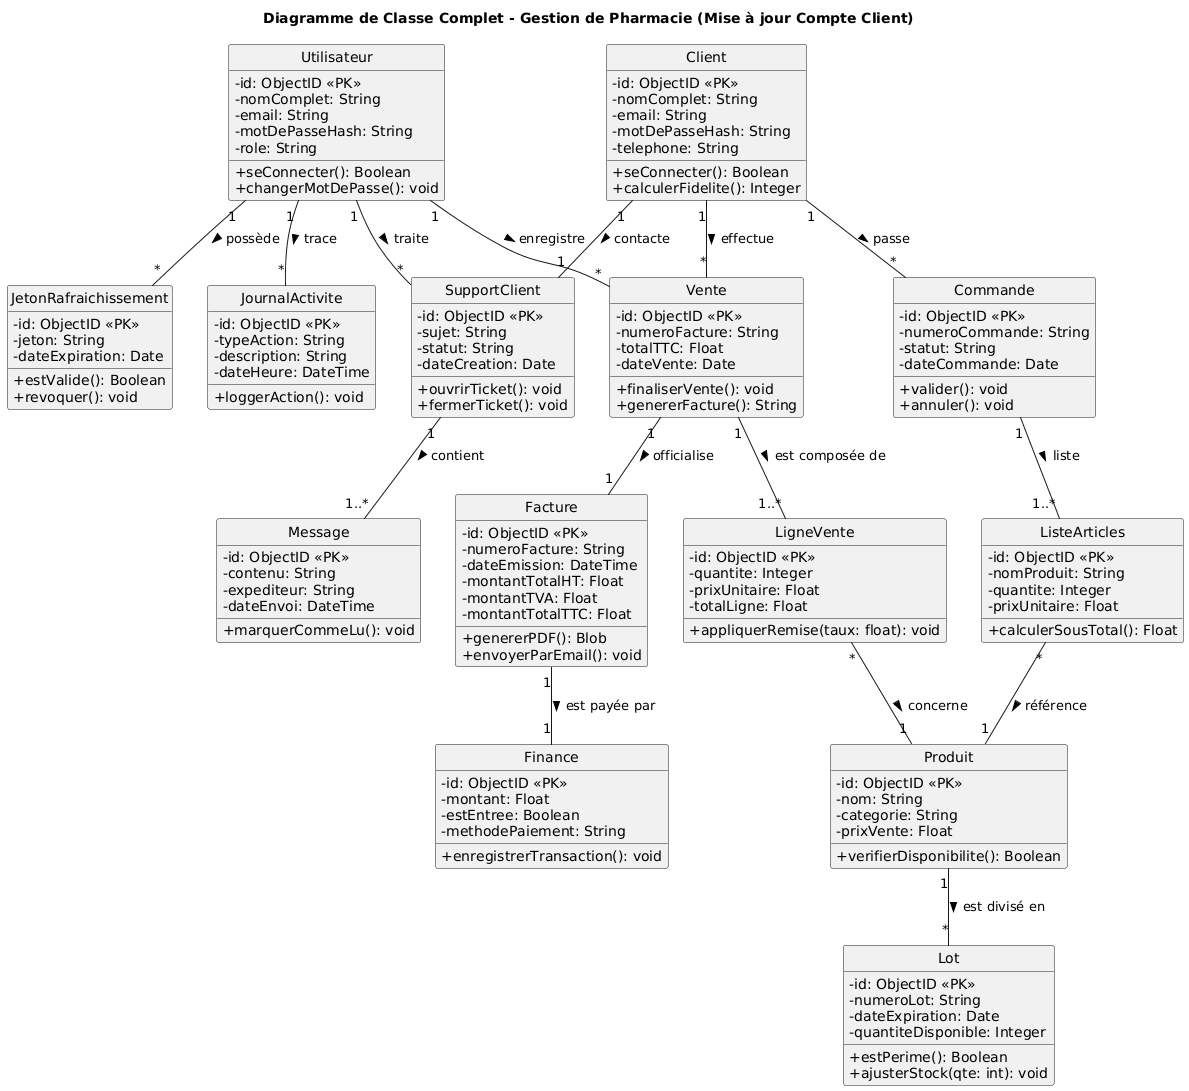 Diagramme de Classe Complet - Gestion de Pharmacie (Mise à jour Compte Client)
Utilisateur
-id: ObjectID «PK»
-nomComplet: String
-email: String
-motDePasseHash: String
-role: String
+seConnecter(): Boolean
+changerMotDePasse(): void
Client
-id: ObjectID «PK»
-nomComplet: String
-email: String
-motDePasseHash: String
-telephone: String
+seConnecter(): Boolean
+calculerFidelite(): Integer
1
possède
*
1
trace
*
1
traite
*
1
enregistre
*
1
contacte
1
1
effectue
*
1
passe
*
JetonRafraichissement
-id: ObjectID «PK»
-jeton: String
-dateExpiration: Date
+estValide(): Boolean
+revoquer(): void
JournalActivite
-id: ObjectID «PK»
-typeAction: String
-description: String
-dateHeure: DateTime
+loggerAction(): void
SupportClient
-id: ObjectID «PK»
-sujet: String
-statut: String
-dateCreation: Date
+ouvrirTicket(): void
+fermerTicket(): void
Vente
-id: ObjectID «PK»
-numeroFacture: String
-totalTTC: Float
-dateVente: Date
+finaliserVente(): void
+genererFacture(): String
Commande
-id: ObjectID «PK»
-numeroCommande: String
-statut: String
-dateCommande: Date
+valider(): void
+annuler(): void
1
contient
1..*
1
officialise
1
1
est composée de
1..*
1
liste
1..*
Message
-id: ObjectID «PK»
-contenu: String
-expediteur: String
-dateEnvoi: DateTime
+marquerCommeLu(): void
Facture
-id: ObjectID «PK»
-numeroFacture: String
-dateEmission: DateTime
-montantTotalHT: Float
-montantTVA: Float
-montantTotalTTC: Float
+genererPDF(): Blob
+envoyerParEmail(): void
LigneVente
-id: ObjectID «PK»
-quantite: Integer
-prixUnitaire: Float
-totalLigne: Float
+appliquerRemise(taux: float): void
ListeArticles
-id: ObjectID «PK»
-nomProduit: String
-quantite: Integer
-prixUnitaire: Float
+calculerSousTotal(): Float
1
est payée par
1
*
concerne
1
*
référence
1
Finance
-id: ObjectID «PK»
-montant: Float
-estEntree: Boolean
-methodePaiement: String
+enregistrerTransaction(): void
Produit
-id: ObjectID «PK»
-nom: String
-categorie: String
-prixVente: Float
+verifierDisponibilite(): Boolean
1
est divisé en
*
Lot
-id: ObjectID «PK»
-numeroLot: String
-dateExpiration: Date
-quantiteDisponible: Integer
+estPerime(): Boolean
+ajusterStock(qte: int): void